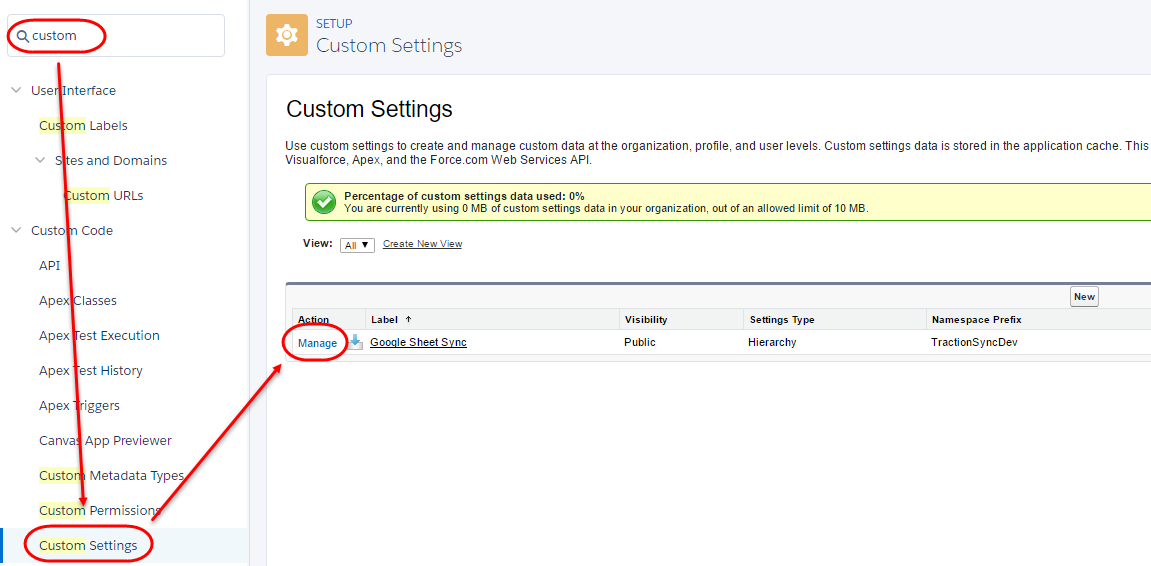 custom
User Interface
Custom Labels
Sites and Domains
Custom URLs
Custom Code
API
Apex Classes
Apex Test Execution
Apex Test History
Apex Triggers
Canvas App Previewer
Custom Metadata Types
Custom Permissions
Custom Settings
SETUP
Custom Settings
Custom Settings
Use custom settings to create and manage custom data at the organization, profile, and user levels. Custom settings data is stored in the application cache. This
Visualforce, Apex, and the Force.com Web Services API.
Percentage of custom settings data used: 0%
You are currently using 0 MB of custom settings data in your organization, out of an allowed limit of 10 MB.
View: All ▼ Create New View
New
Action Label ↑ Visibility Settings Type Namespace Prefix
Manage Google Sheet Sync Public Hierarchy TractionSyncDev